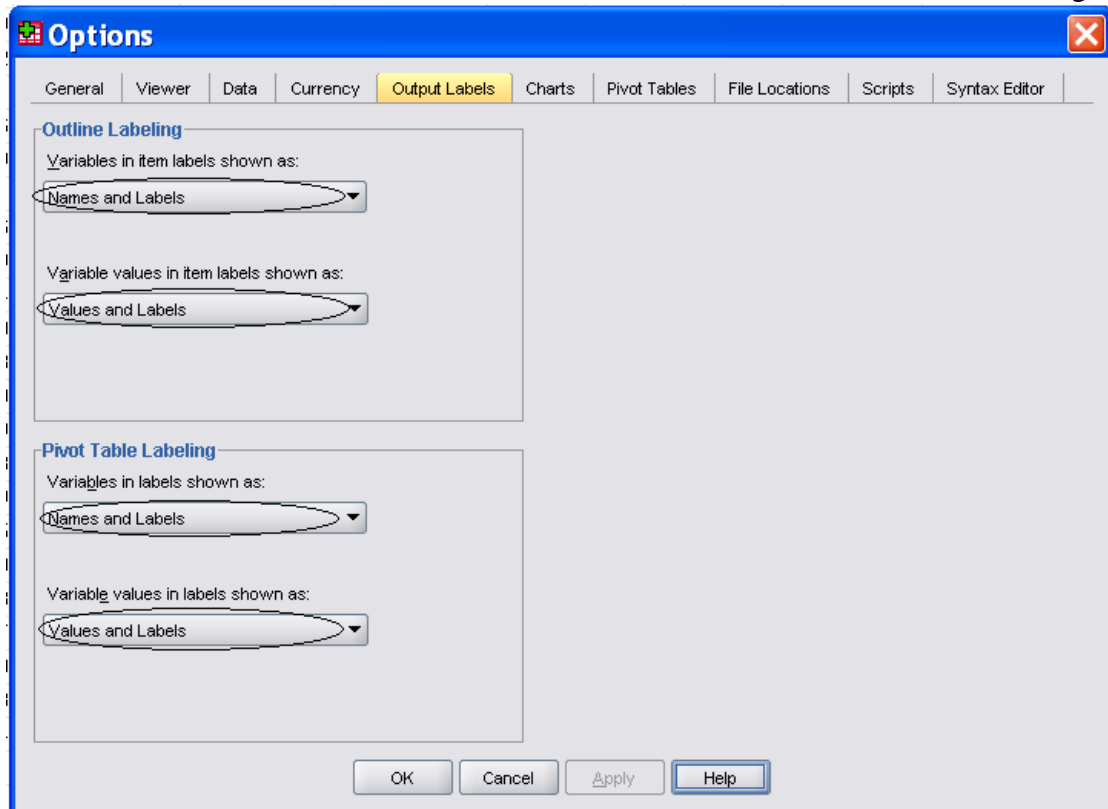 Options
General Viewer Data Currency Output Labels Charts Pivot Tables File Locations Scripts Syntax Editor
Outline Labeling
Variables in item labels shown as:
Names and Labels
Variable values in item labels shown as:
Values and Labels
Pivot Table Labeling
Variables in labels shown as:
Names and Labels
Variable values in labels shown as:
Values and Labels
OK Cancel Apply Help